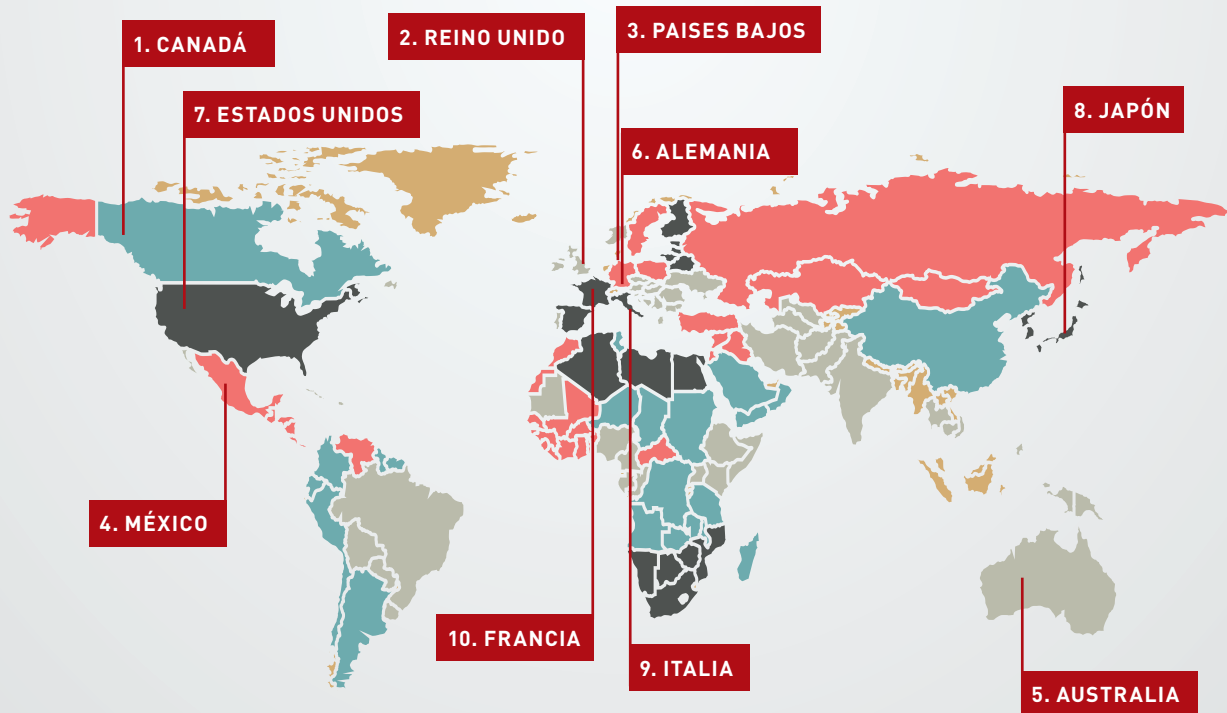 1. CANADÁ
2. REINO UNIDO
3. PAISES BAJOS
7. ESTADOS UNIDOS
8. JAPÓN
6. ALEMANIA
4. MÉXICO
10. FRANCIA
9. ITALIA
5. AUSTRALIA